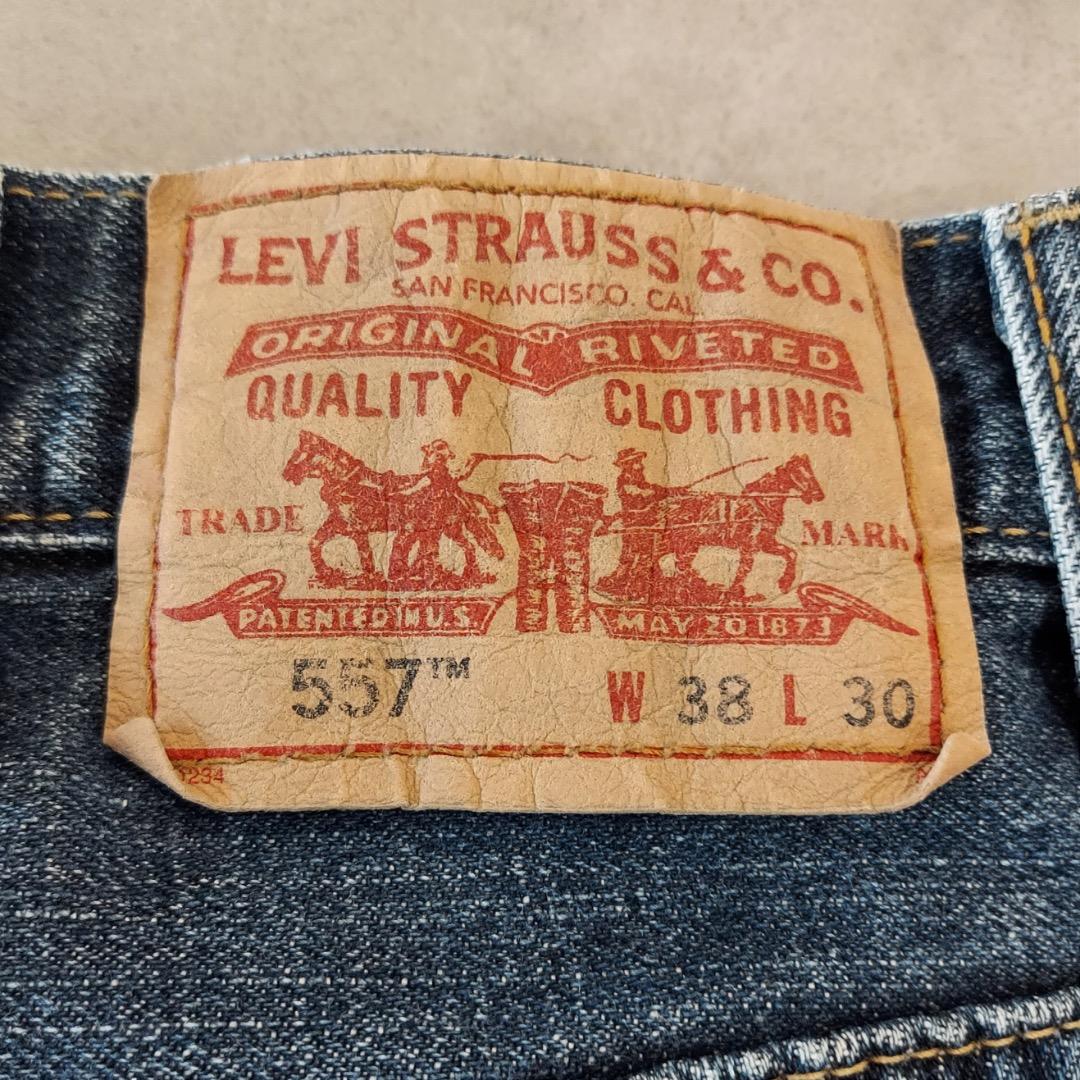 LEVI STRAUSS & CO.
SAN FRANCISCO. CAL
ORIGINAL RIVETED
QUALITY CLOTHING
TRADE MARK
PATENTED IN U.S. MAY 20 1873
557™ W 38 L 30
1234